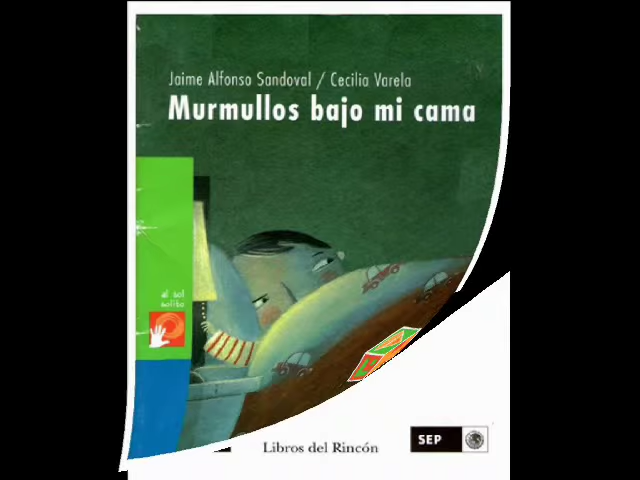 Jaime Alfonso Sandoval / Cecilia Varela
Murmullos bajo mi cama
al sol
solito
Libros del Rincón
SEP